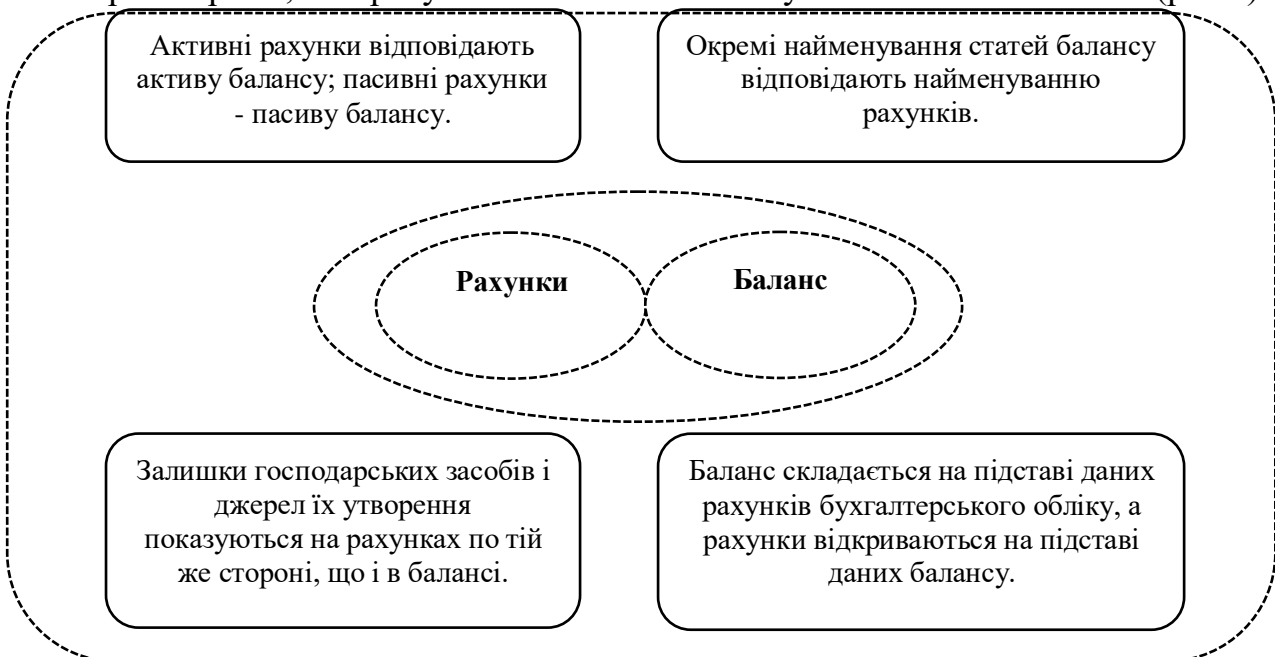 Активні рахунки відповідають
активу балансу; пасивні рахунки
- пасиву балансу.
Окремі найменування статей балансу
відповідають найменуванню
рахунків.
Рахунки
Баланс
Залишки господарських засобів і
джерел їх утворення
показуються на рахунках по тій
же стороні, що і в балансі.
Баланс складається на підставі даних
рахунків бухгалтерського обліку, а
рахунки відкриваються на підставі
даних балансу.